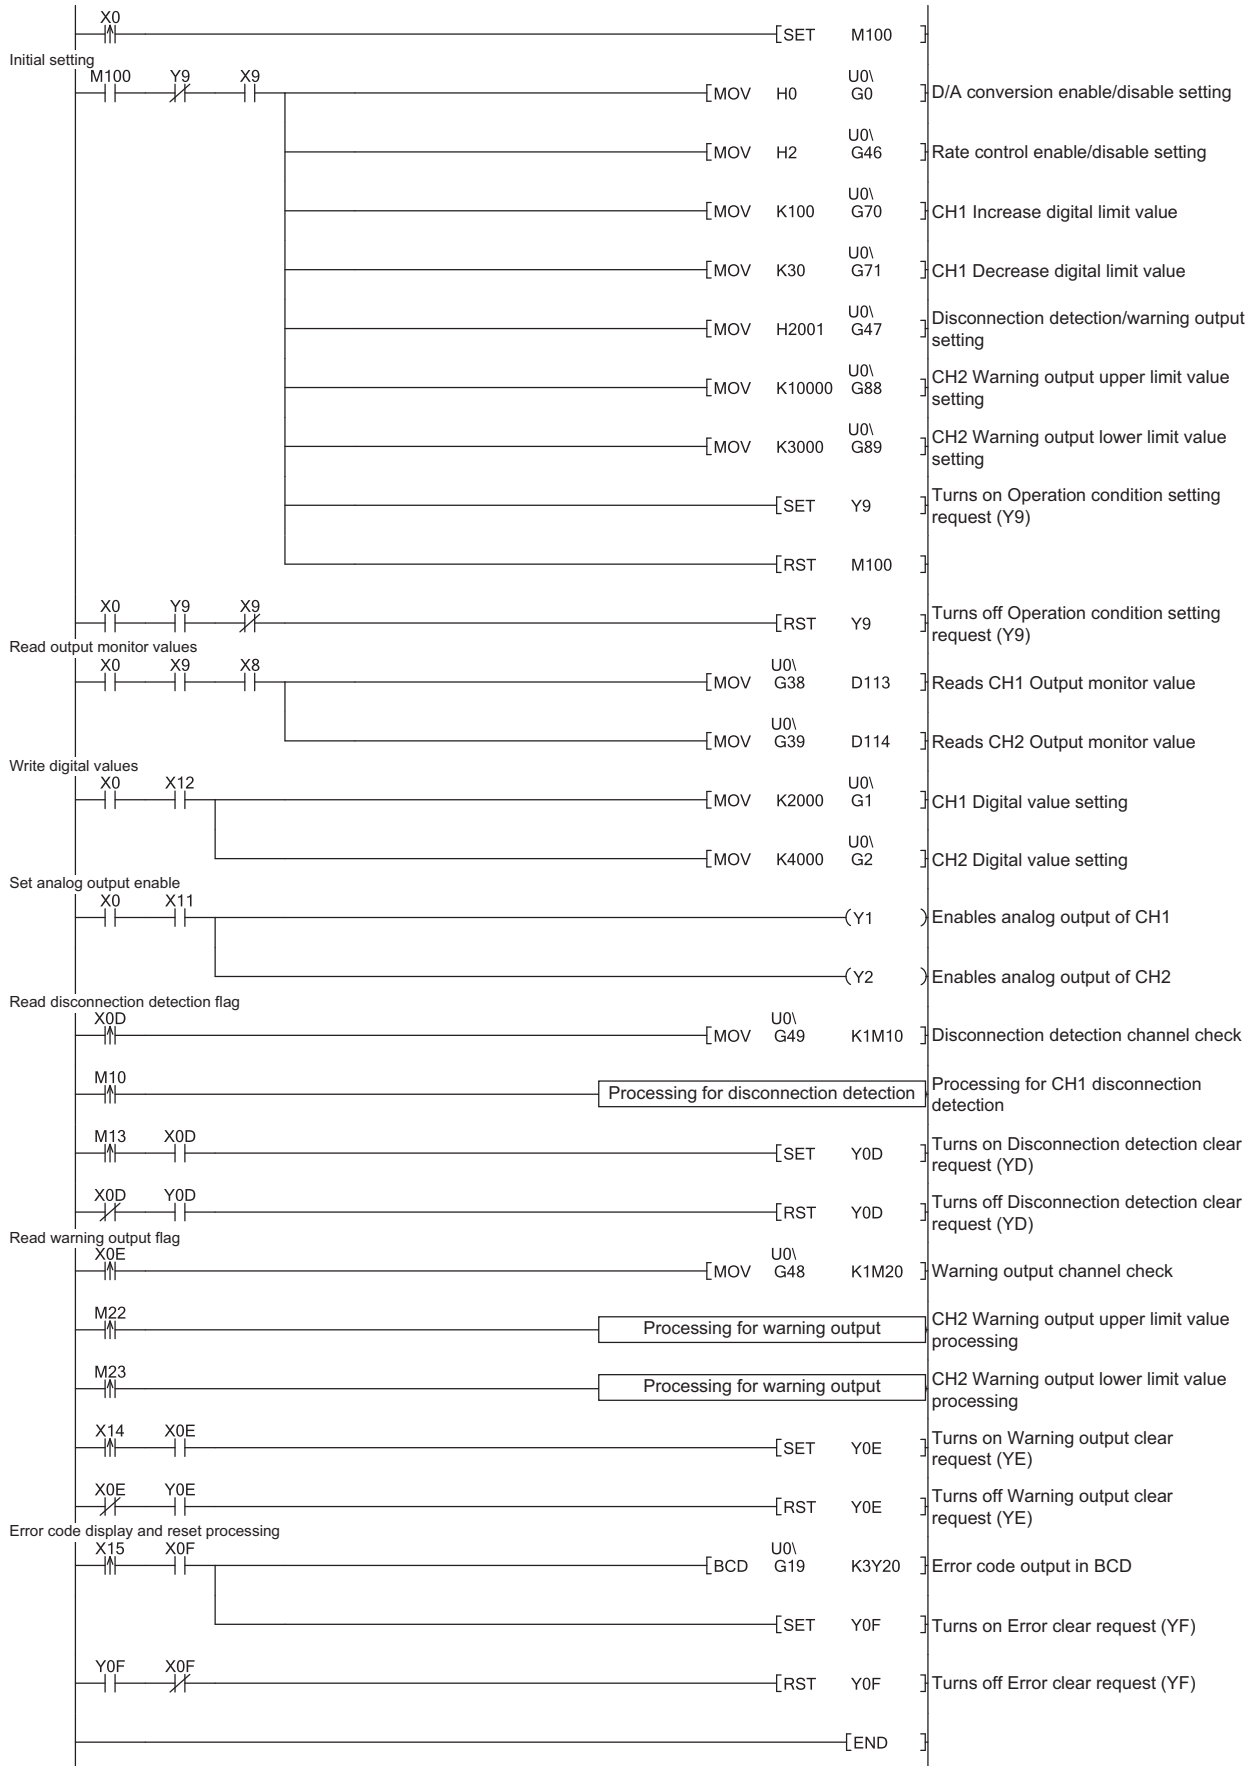 X0
[SET M100 ]
Initial setting
M100 Y9 X9
[MOV H0 U0\ G0 ] D/A conversion enable/disable setting
[MOV H2 U0\ G46 ] Rate control enable/disable setting
[MOV K100 U0\ G70 ] CH1 Increase digital limit value
[MOV K30 U0\ G71 ] CH1 Decrease digital limit value
[MOV H2001 U0\ G47 ] Disconnection detection/warning output
setting
[MOV K10000 U0\ G88 ] CH2 Warning output upper limit value
setting
[MOV K3000 U0\ G89 ] CH2 Warning output lower limit value
setting
[SET Y9 ] Turns on Operation condition setting
request (Y9)
[RST M100 ]
X0 Y9 X9
[RST Y9 ] Turns off Operation condition setting
request (Y9)
Read output monitor values
X0 X9 X8
[MOV U0\ G38 D113 ] Reads CH1 Output monitor value
[MOV U0\ G39 D114 ] Reads CH2 Output monitor value
Write digital values
X0 X12
[MOV K2000 U0\ G1 ] CH1 Digital value setting
[MOV K4000 U0\ G2 ] CH2 Digital value setting
Set analog output enable
X0 X11
(Y1 ) Enables analog output of CH1
(Y2 ) Enables analog output of CH2
Read disconnection detection flag
X0D
[MOV U0\ G49 K1M10 ] Disconnection detection channel check
M10
Processing for disconnection detection
Processing for CH1 disconnection
detection
M13 X0D
[SET Y0D ] Turns on Disconnection detection clear
request (YD)
X0D Y0D
[RST Y0D ] Turns off Disconnection detection clear
request (YD)
Read warning output flag
X0E
[MOV U0\ G48 K1M20 ] Warning output channel check
M22
Processing for warning output
CH2 Warning output upper limit value
processing
M23
Processing for warning output
CH2 Warning output lower limit value
processing
X14 X0E
[SET Y0E ] Turns on Warning output clear
request (YE)
X0E Y0E
[RST Y0E ] Turns off Warning output clear
request (YE)
Error code display and reset processing
X15 X0F
[BCD U0\ G19 K3Y20 ] Error code output in BCD
[SET Y0F ] Turns on Error clear request (YF)
Y0F X0F
[RST Y0F ] Turns off Error clear request (YF)
[END ]